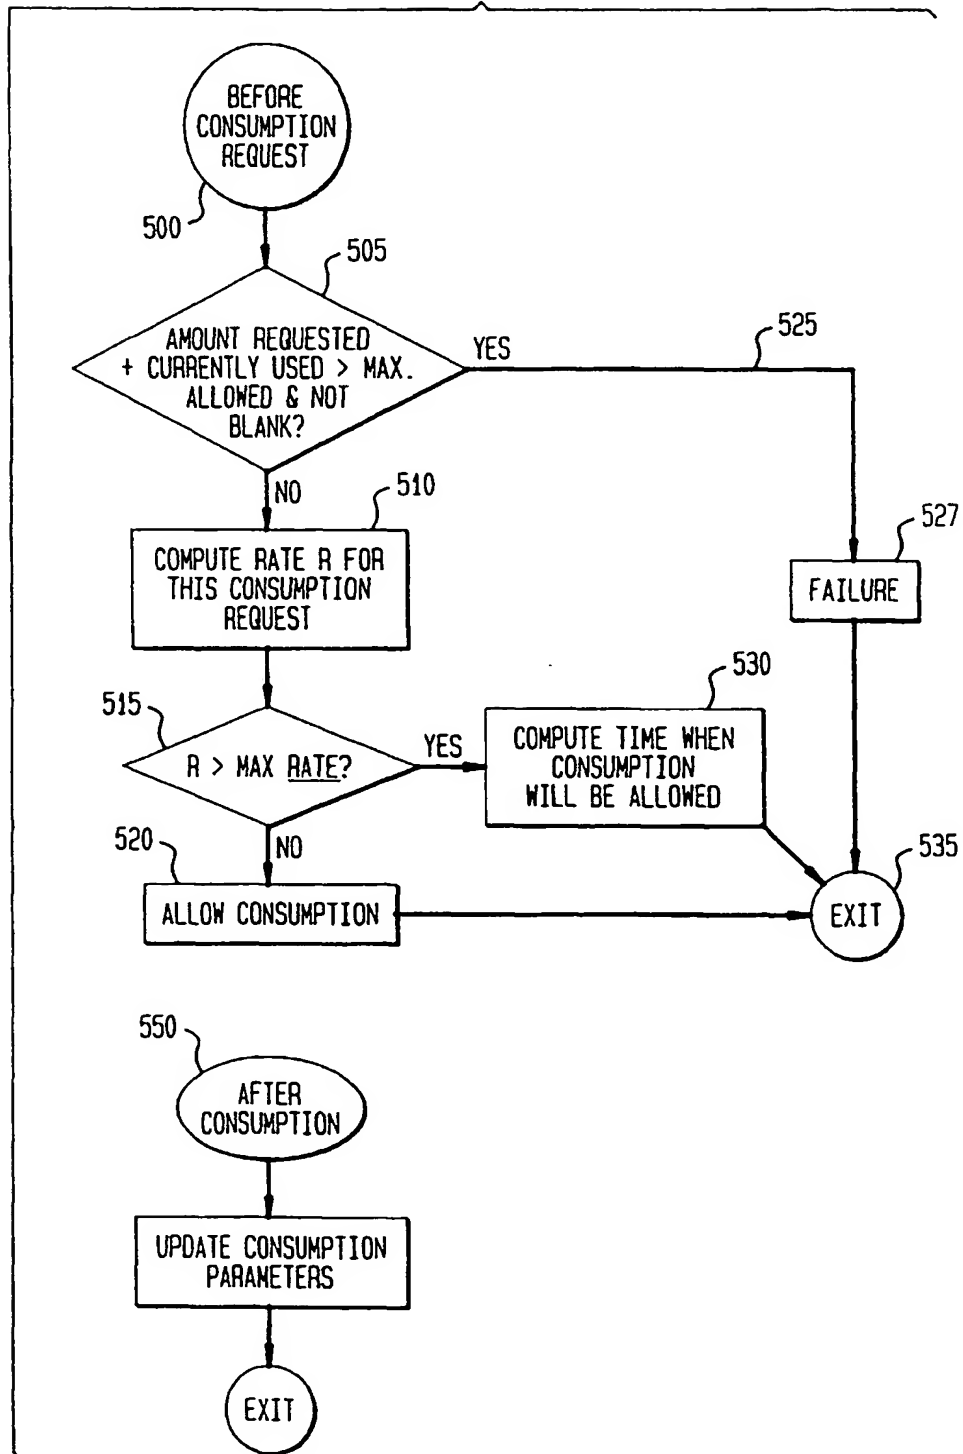 BEFORE
CONSUMPTION
REQUEST
500
505
AMOUNT REQUESTED
+ CURRENTLY USED > MAX.
ALLOWED & NOT
BLANK?
YES
525
NO
510
COMPUTE RATE R FOR
THIS CONSUMPTION
REQUEST
527
FAILURE
515
R > MAX RATE?
YES
530
COMPUTE TIME WHEN
CONSUMPTION
WILL BE ALLOWED
NO
520
ALLOW CONSUMPTION
535
EXIT
550
AFTER
CONSUMPTION
UPDATE CONSUMPTION
PARAMETERS
EXIT